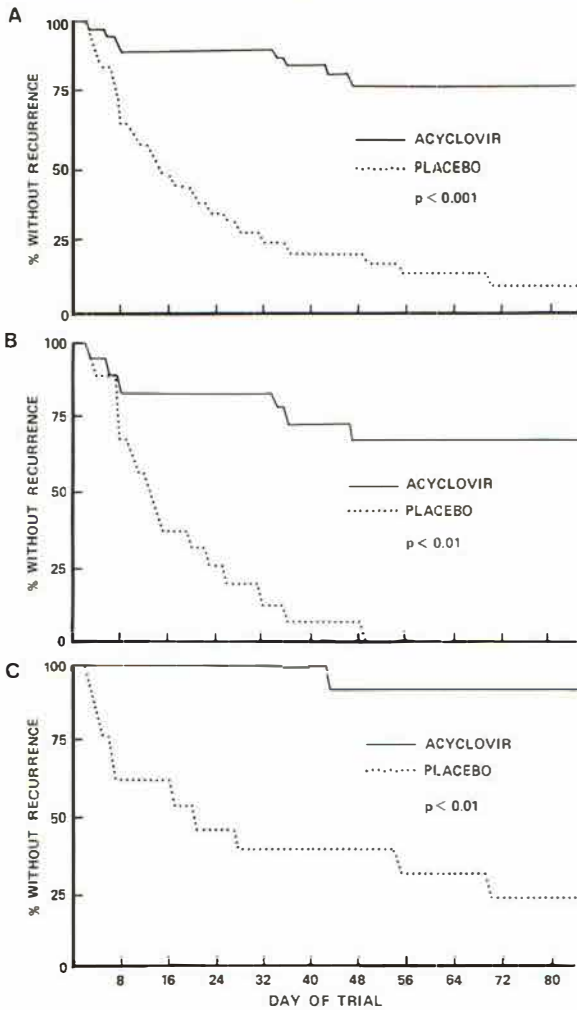 A
% WITHOUT RECURRENCE
100
75
50
25
0
ACYCLOVIR
PLACEBO
p < 0.001
B
% WITHOUT RECURRENCE
100
75
50
25
0
ACYCLOVIR
PLACEBO
p < 0.01
C
% WITHOUT RECURRENCE
100
75
50
25
0
ACYCLOVIR
PLACEBO
p < 0.01
8 16 24 32 40 48 56 64 72 80
DAY OF TRIAL